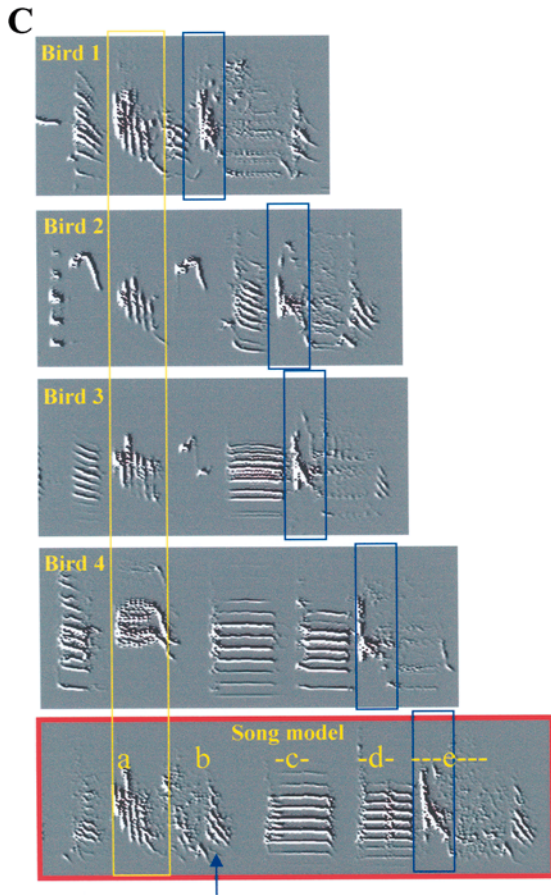 C
Bird 1
Bird 2
Bird 3
Bird 4
Song model
a b -c- -d- ---e---